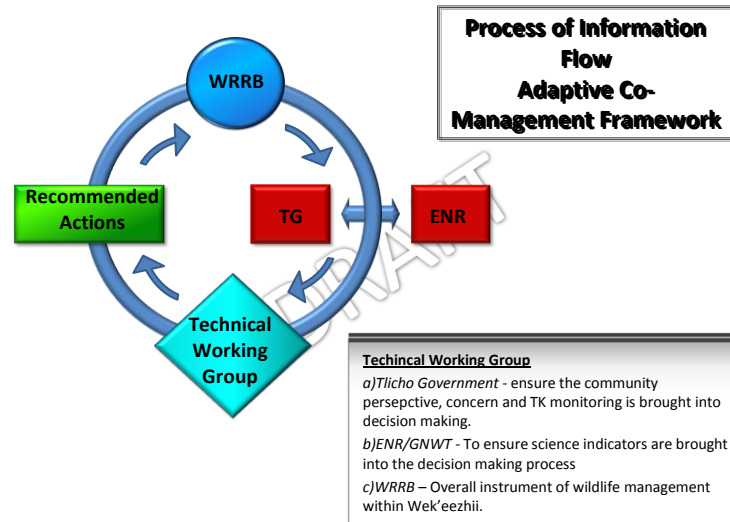 Process of Information
Flow
Adaptive Co-
Management Framework
WRRB
Recommended
Actions
TG
ENR
DRAFT
Technical
Working
Group
Techincal Working Group
a)Tlicho Government - ensure the community
persepctive, concern and TK monitoring is brought into
decision making.
b)ENR/GNWT - To ensure science indicators are brought
into the decision making process
c)WRRB – Overall instrument of wildlife management
within Wek’eezhii.